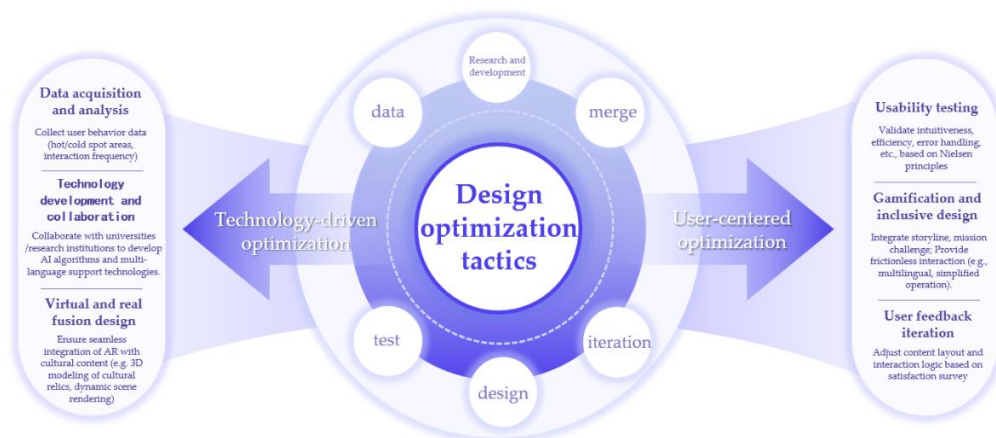 Data acquisition
and analysis
Collect user behavior data
(hot/cold spot areas,
interaction frequency)
Technology
development and
collaboration
Collaborate with universities
/research institutions to develop
AI algorithms and multi-
language support technologies.
Virtual and real
fusion design
Ensure seamless
integration of AR with
cultural content (e.g. 3D
modeling of cultural
relics, dynamic scene
rendering)
Technology-driven
optimization
Research and
development
data
merge
Design
optimization
tactics
test
iteration
design
User-centered
optimization
Usability testing
Validate intuitiveness,
efficiency, error handling,
etc., based on Nielsen
principles
Gamification and
inclusive design
Integrate storyline, mission
challenge; Provide
frictionless interaction (e.g.,
multilingual, simplified
operation).
User feedback
iteration
Adjust content layout and
interaction logic based on
satisfaction survey